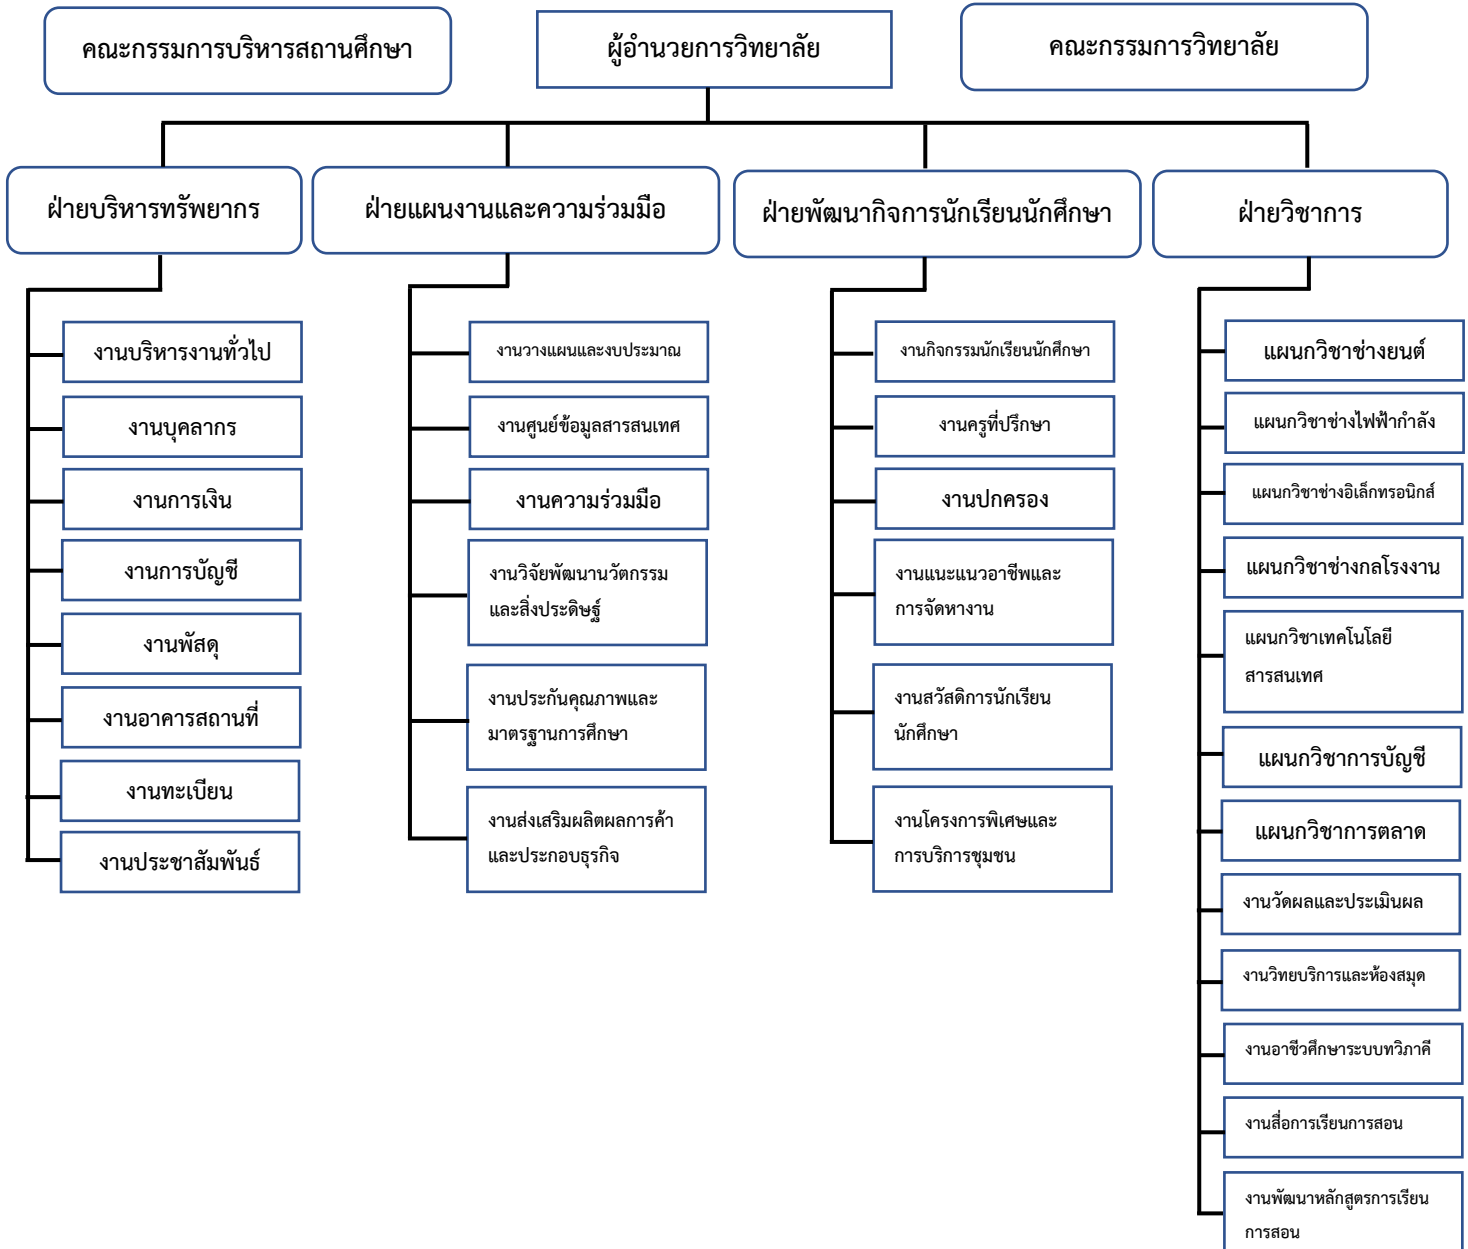 คณะกรรมการบริหารสถานศึกษา
ผู้อำนวยการวิทยาลัย
คณะกรรมการวิทยาลัย
ฝ่ายบริหารทรัพยากร
ฝ่ายแผนงานและความร่วมมือ
ฝ่ายพัฒนากิจการนักเรียนนักศึกษา
ฝ่ายวิชาการ
งานบริหารงานทั่วไป
งานบุคลากร
งานการเงิน
งานการบัญชี
งานพัสดุ
งานอาคารสถานที่
งานทะเบียน
งานประชาสัมพันธ์
งานวางแผนและงบประมาณ
งานศูนย์ข้อมูลสารสนเทศ
งานความร่วมมือ
งานวิจัยพัฒนานวัตกรรม
และสิ่งประดิษฐ์
งานประกันคุณภาพและ
มาตรฐานการศึกษา
งานส่งเสริมผลิตผลการค้า
และประกอบธุรกิจ
งานกิจกรรมนักเรียนนักศึกษา
งานครูที่ปรึกษา
งานปกครอง
งานแนะแนวอาชีพและ
การจัดหางาน
งานสวัสดิการนักเรียน
นักศึกษา
งานโครงการพิเศษและ
การบริการชุมชน
แผนกวิชาช่างยนต์
แผนกวิชาช่างไฟฟ้ากำลัง
แผนกวิชาช่างอิเล็กทรอนิกส์
แผนกวิชาช่างกลโรงงาน
แผนกวิชาเทคโนโลยี
สารสนเทศ
แผนกวิชาการบัญชี
แผนกวิชาการตลาด
งานวัดผลและประเมินผล
งานวิทยบริการและห้องสมุด
งานอาชีวศึกษาระบบทวิภาคี
งานสื่อการเรียนการสอน
งานพัฒนาหลักสูตรการเรียน
การสอน